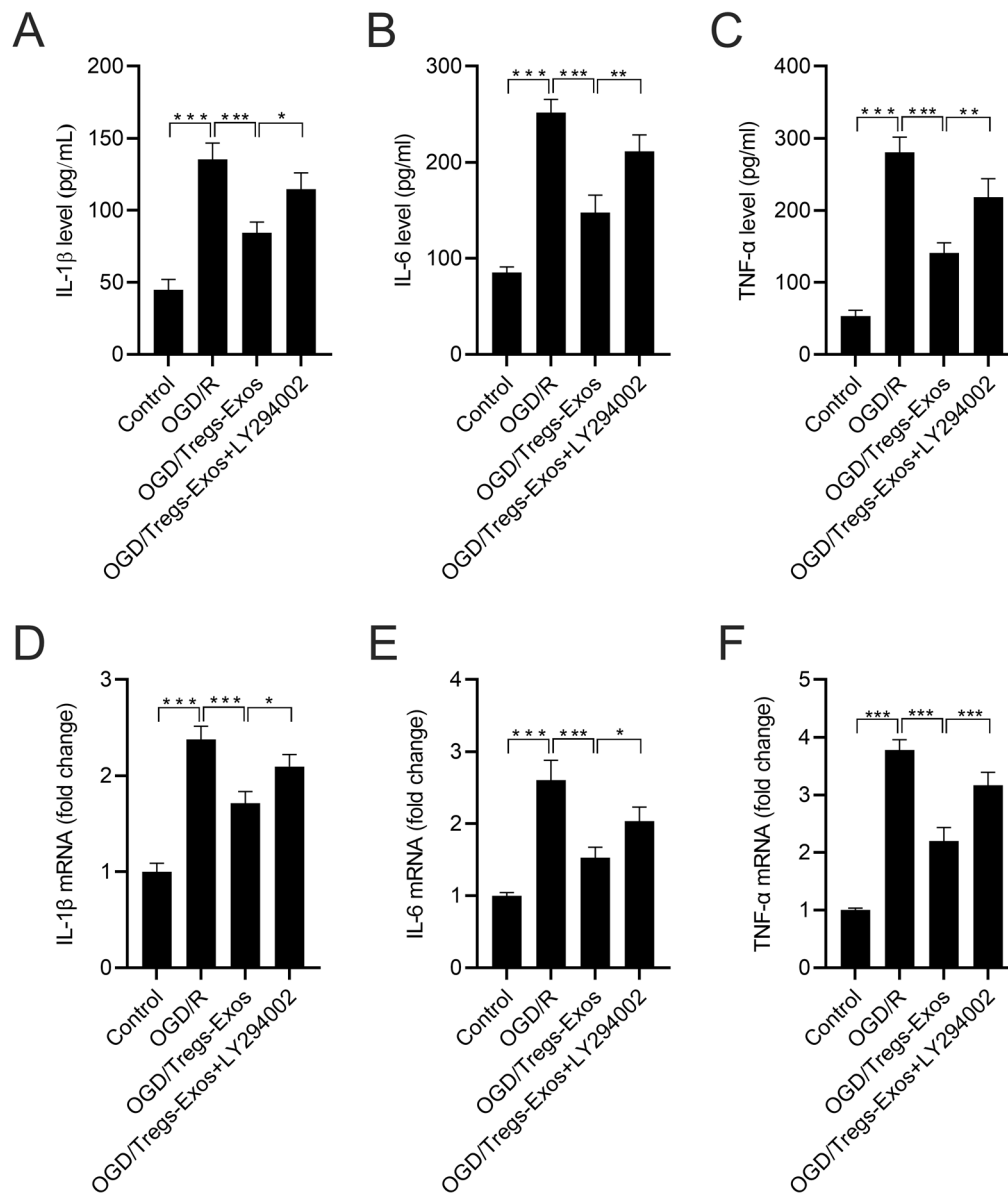 A
IL-1β level (pg/mL)
200
150
100
50
0
* * *
* * *
*
Control
OGD/R
OGD/Tregs-Exos
OGD/Tregs-Exos+LY294002
B
IL-6 level (pg/ml)
300
200
100
0
* * *
* * *
* *
Control
OGD/R
OGD/Tregs-Exos
OGD/Tregs-Exos+LY294002
C
TNF-α level (pg/ml)
400
300
200
100
0
* * *
* * *
* *
Control
OGD/R
OGD/Tregs-Exos
OGD/Tregs-Exos+LY294002
D
IL-1β mRNA (fold change)
3
2
1
0
* * *
* * *
*
Control
OGD/R
OGD/Tregs-Exos
OGD/Tregs-Exos+LY294002
E
IL-6 mRNA (fold change)
4
3
2
1
0
* * *
* * *
*
Control
OGD/R
OGD/Tregs-Exos
OGD/Tregs-Exos+LY294002
F
TNF-α mRNA (fold change)
5
4
3
2
1
0
***
***
***
Control
OGD/R
OGD/Tregs-Exos
OGD/Tregs-Exos+LY294002